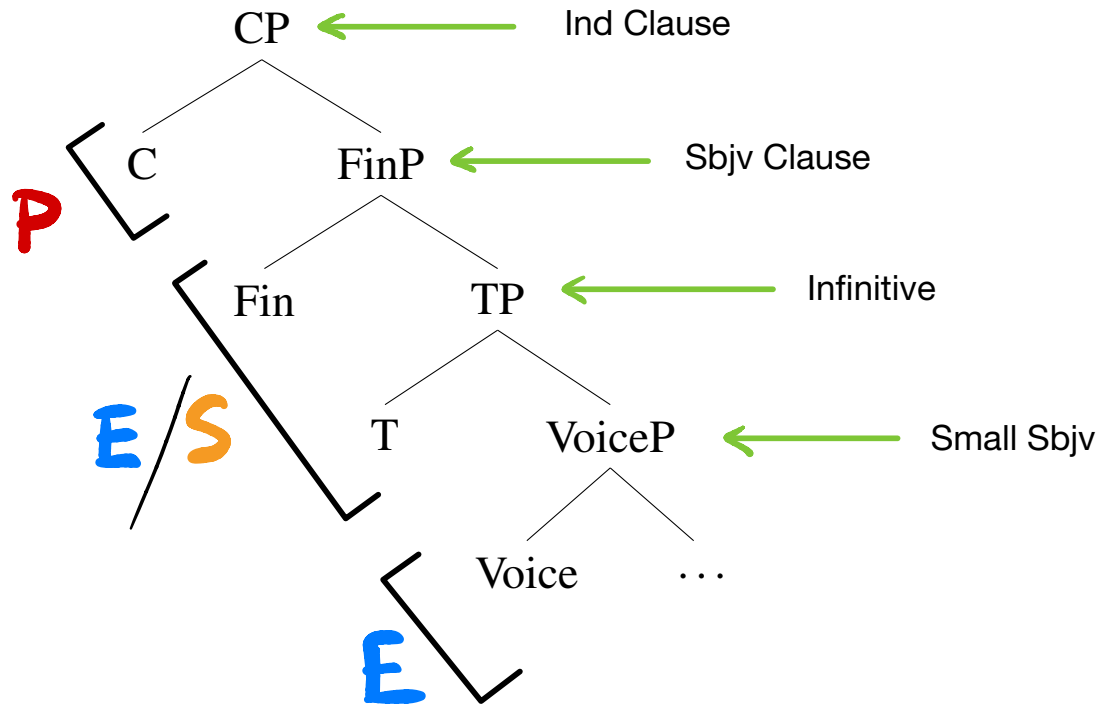 CP Ind Clause
C FinP Sbjv Clause
P
Fin TP Infinitive
E/S
T VoiceP Small Sbjv
Voice ...
E